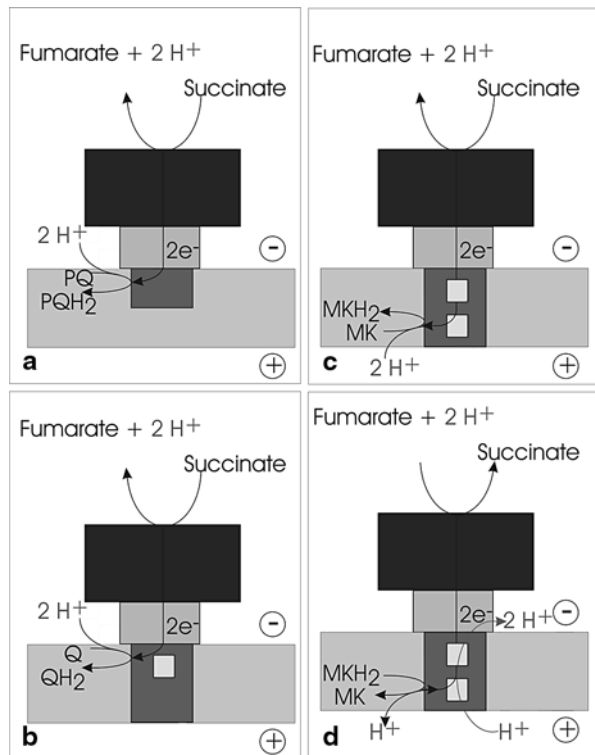 Fumarate + 2 H+
Succinate
2 H+
2e-
-
PQ
PQH2
a
+
Fumarate + 2 H+
Succinate
2e-
-
MKH2
MK
2 H+
c
+
Fumarate + 2 H+
Succinate
2 H+
2e-
-
Q
QH2
b
+
Fumarate + 2 H+
Succinate
2e-
2 H+
-
MKH2
MK
H+
H+
d
+